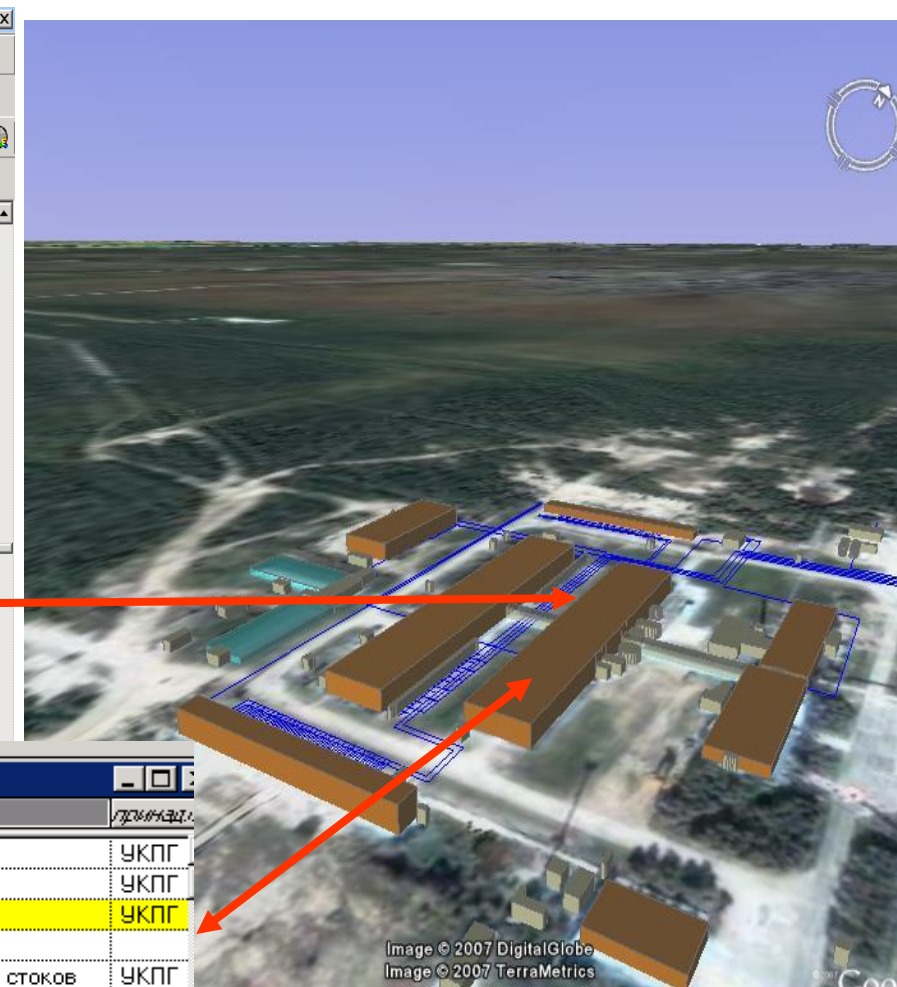 N
УКПГ
УКПГ
УКПГ
стоков УКПГ
Image © 2007 DigitalGlobe
Image © 2007 TerraMetrics